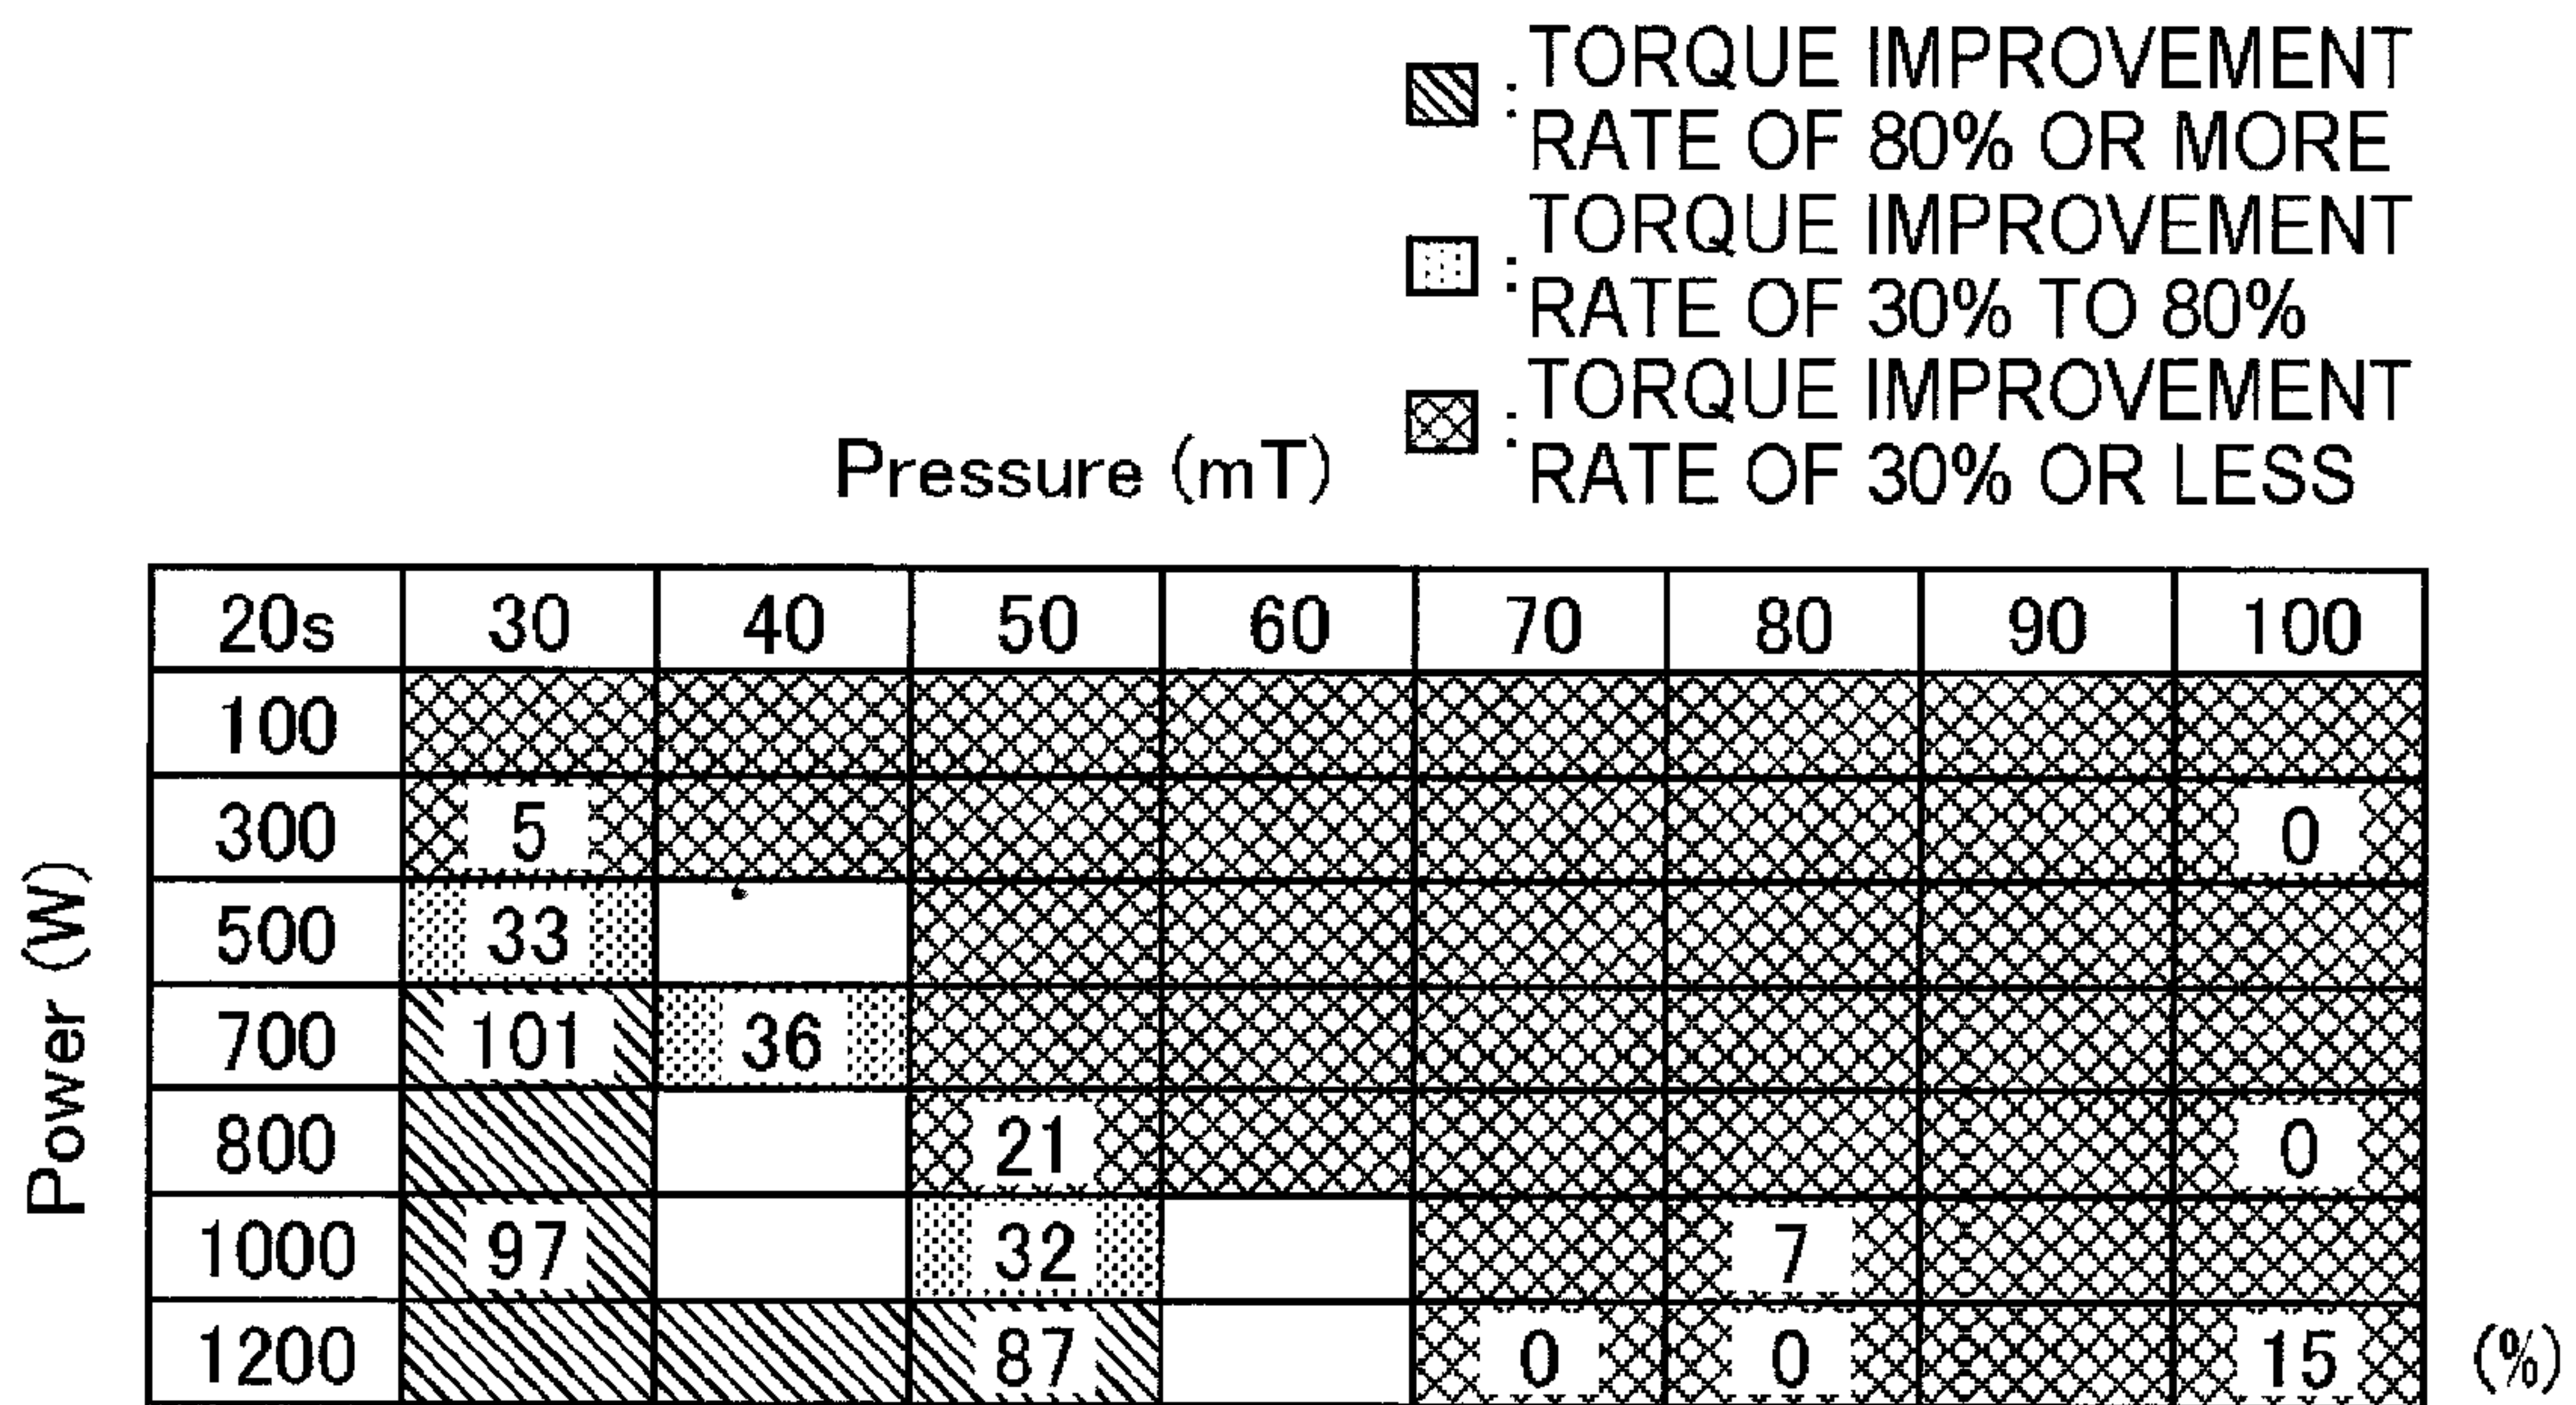 : TORQUE IMPROVEMENT
RATE OF 80% OR MORE
: TORQUE IMPROVEMENT
RATE OF 30% TO 80%
: TORQUE IMPROVEMENT
RATE OF 30% OR LESS
Pressure (mT)
20s 30 40 50 60 70 80 90 100
100
300 5 0
500 33
700 101 36
800 21 0
1000 97 32 7
1200 87 0 0 15
Power (W)
(%)